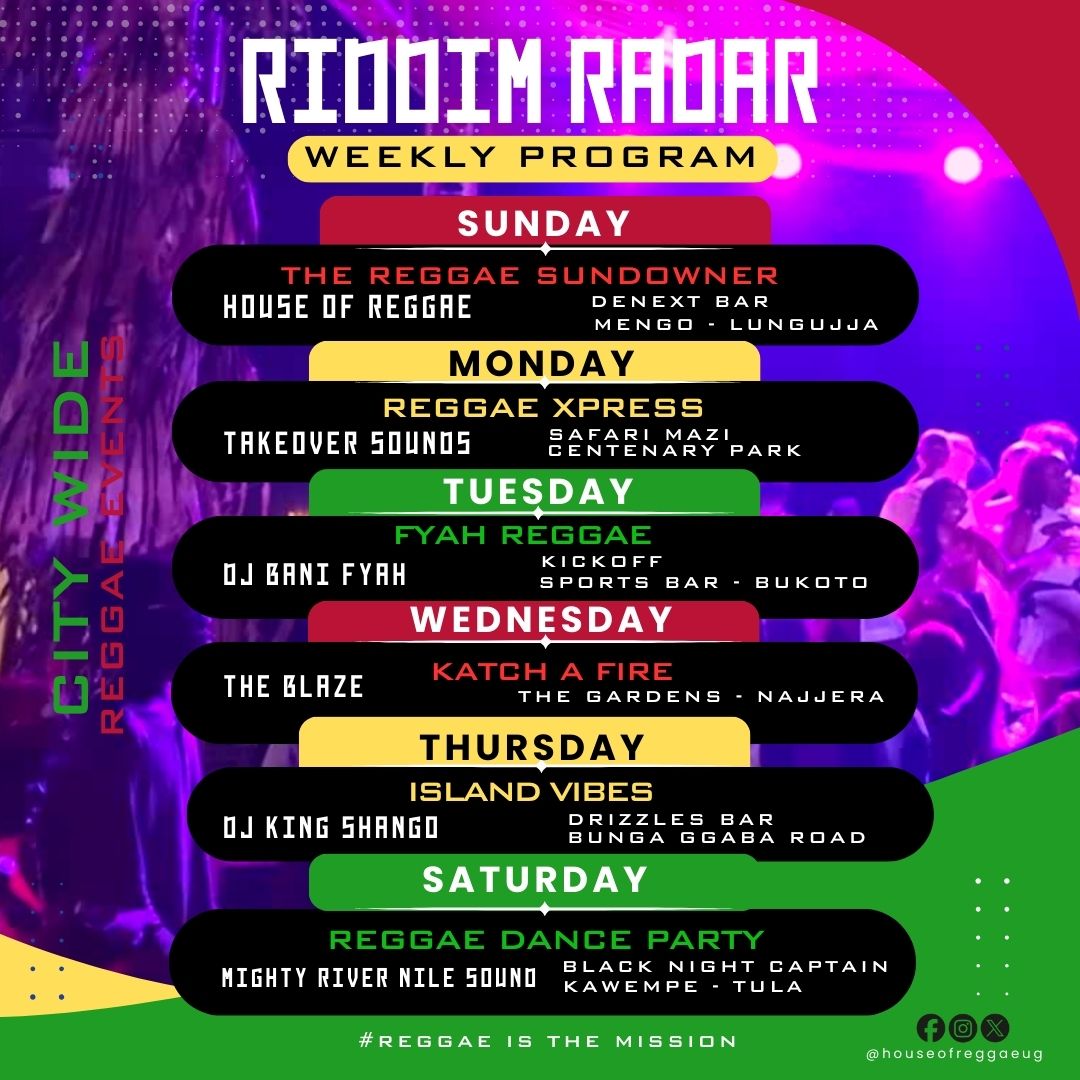 RIDDIM RADAR
WEEKLY PROGRAM
SUNDAY
THE REGGAE SUNDOWNER
HOUSE OF REGGAE
DENEXT BAR
MENGO - LUNGUJJA
MONDAY
REGGAE XPRESS
TAKEOVER SOUNDS
SAFARI MAZI
CENTENARY PARK
TUESDAY
FYAH REGGAE
DJ BANI FYAH
KICKOFF
SPORTS BAR - BUKOTO
WEDNESDAY
KATCH A FIRE
THE BLAZE
THE GARDENS - NAJJERA
THURSDAY
ISLAND VIBES
DJ KING SHANGO
DRIZZLES BAR
BUNGA GGABA ROAD
SATURDAY
REGGAE DANCE PARTY
MIGHTY RIVER NILE SOUND
BLACK NIGHT CAPTAIN
KAWEMPE - TULA
CITY WIDE
REGGAE EVENTS
#REGGAE IS THE MISSION
@houseofreggaeug